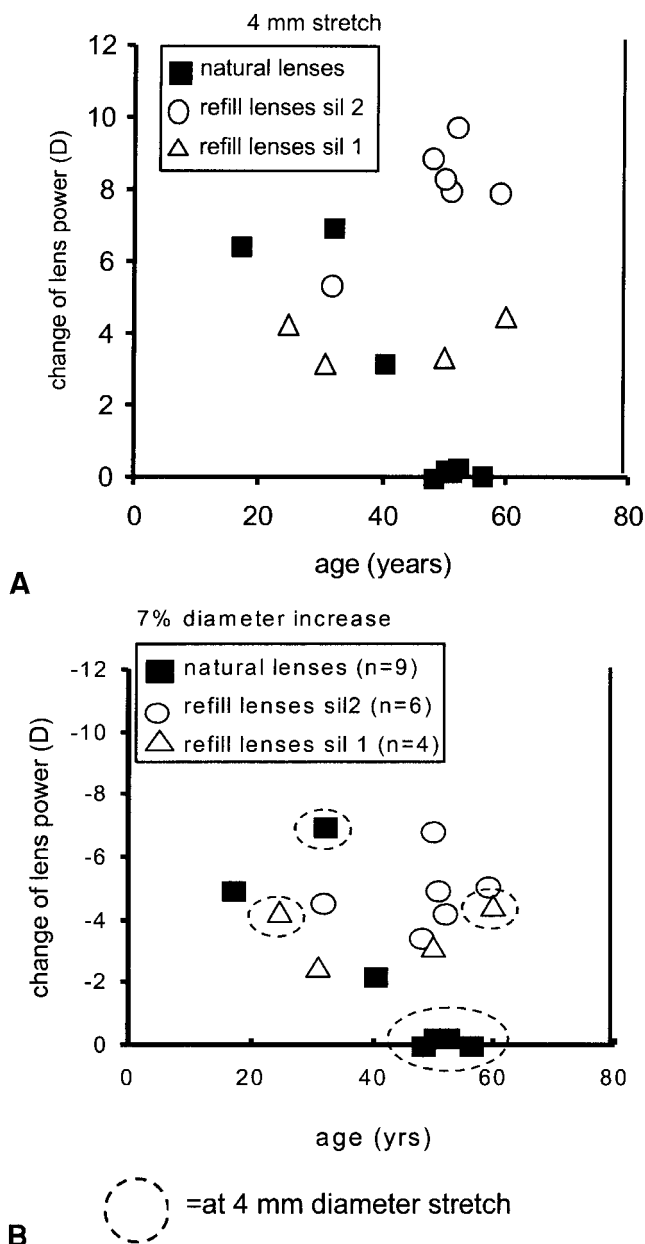 4 mm stretch
natural lenses
refill lenses sil 2
refill lenses sil 1
change of lens power (D)
12
10
8
6
4
2
0
0 20 40 60 80
age (years)
A
7% diameter increase
natural lenses (n=9)
refill lenses sil2 (n=6)
refill lenses sil 1 (n=4)
change of lens power (D)
-12
-10
-8
-6
-4
-2
0
0 20 40 60 80
age (yrs)
=at 4 mm diameter stretch
B